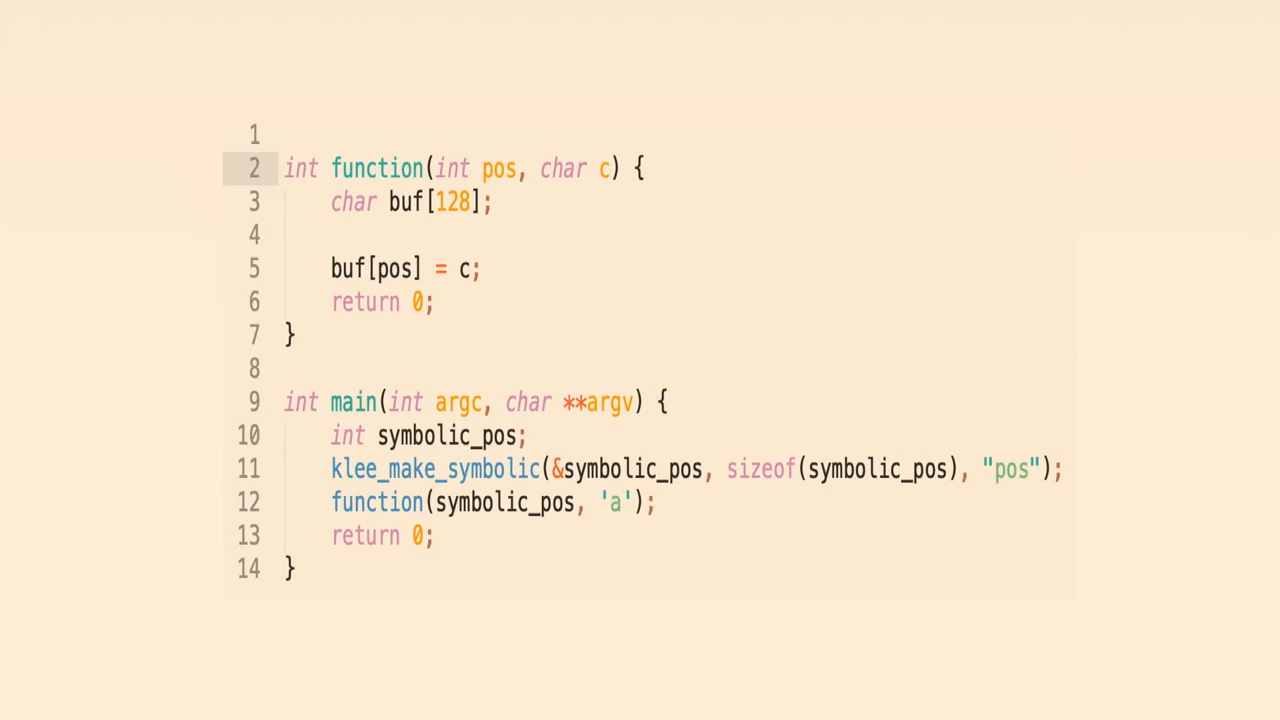 1
2 int function(int pos, char c) {
3     char buf[128];
4
5     buf[pos] = c;
6     return 0;
7 }
8
9 int main(int argc, char **argv) {
10     int symbolic_pos;
11     klee_make_symbolic(&symbolic_pos, sizeof(symbolic_pos), "pos");
12     function(symbolic_pos, 'a');
13     return 0;
14 }